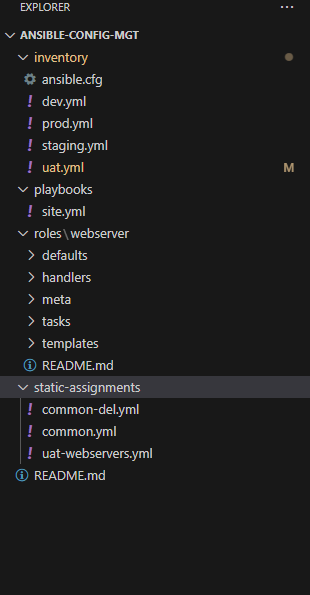 EXPLORER ...
ANSIBLE-CONFIG-MGT
inventory
ansible.cfg
! dev.yml
! prod.yml
! staging.yml
! uat.yml M
playbooks
! site.yml
roles\webserver
defaults
handlers
meta
tasks
templates
README.md
static-assignments
! common-del.yml
! common.yml
! uat-webservers.yml
README.md